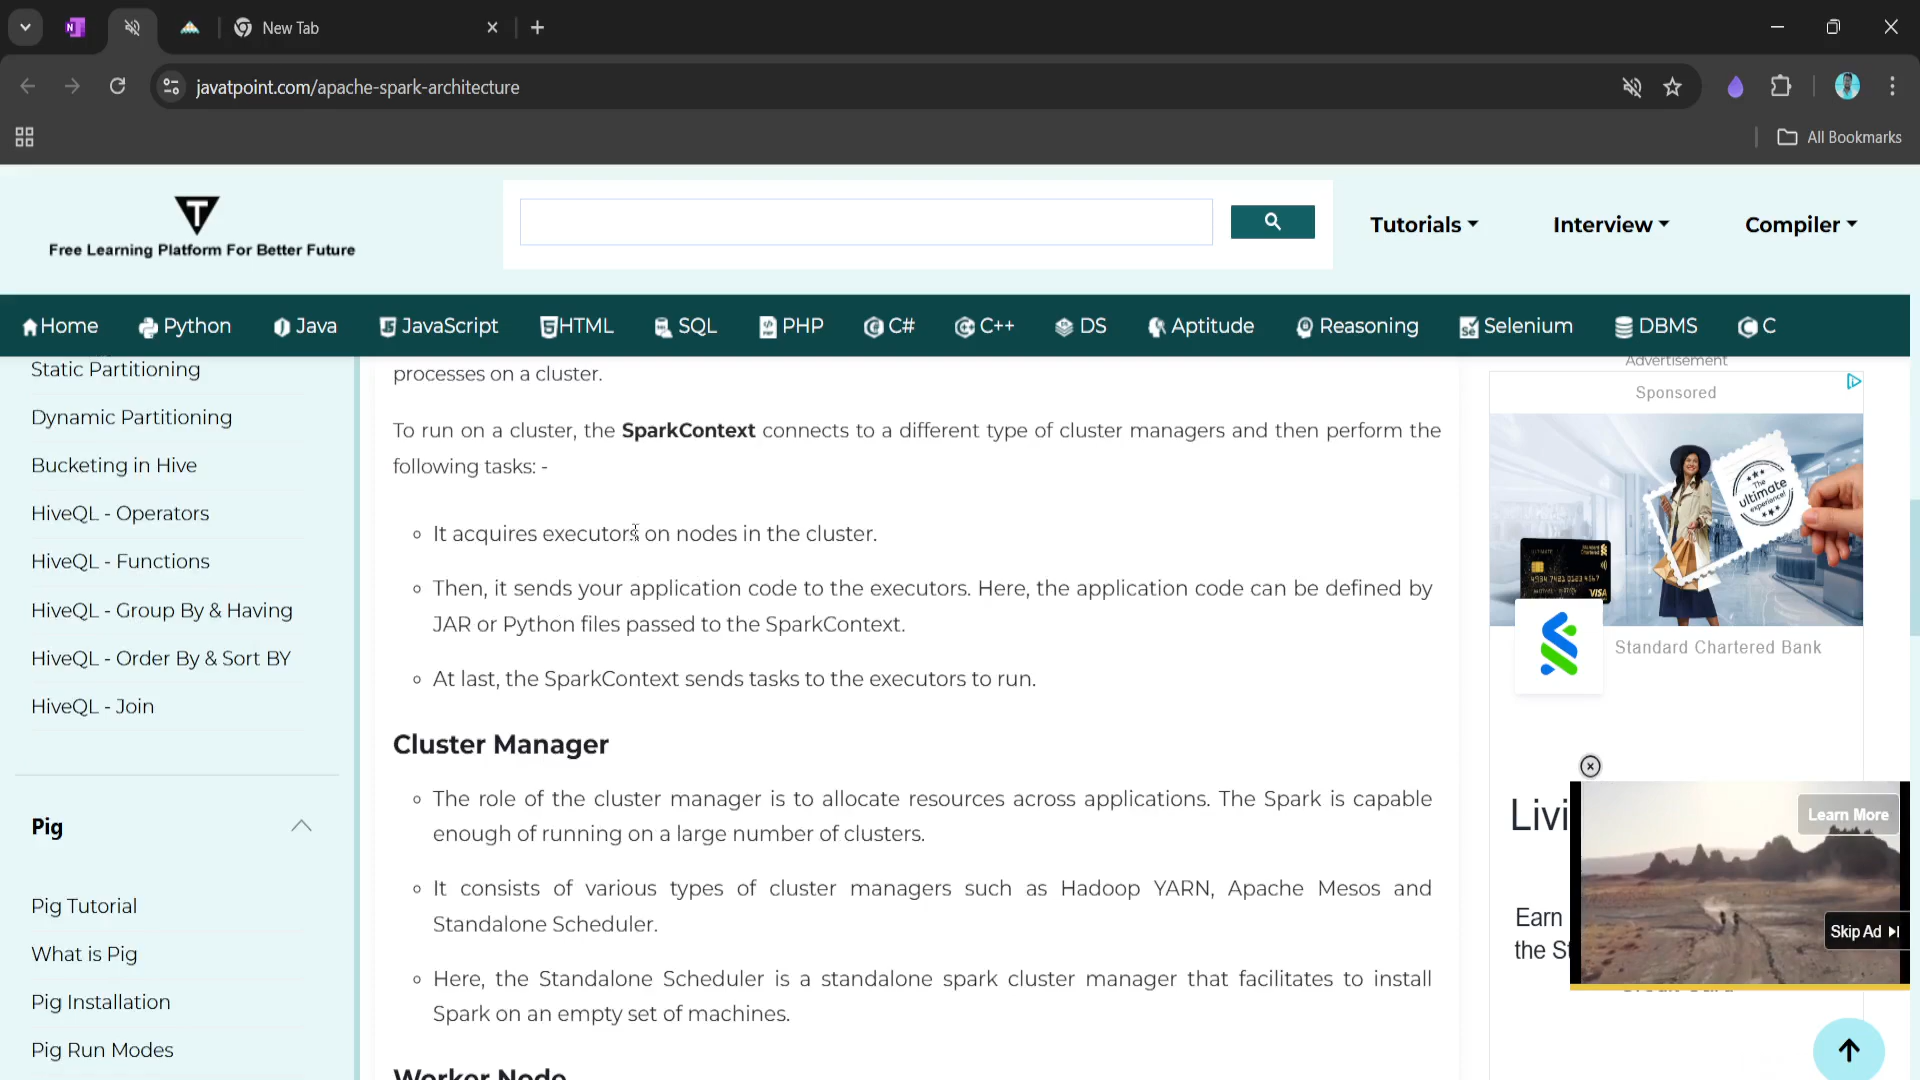 New Tab
javatpoint.com/apache-spark-architecture
All Bookmarks
T
Free Learning Platform For Better Future
Tutorials
Interview
Compiler
Home
Python
Java
JavaScript
HTML
SQL
PHP
C#
C++
DS
Aptitude
Reasoning
Selenium
DBMS
C
Static Partitioning
Dynamic Partitioning
Bucketing in Hive
HiveQL - Operators
HiveQL - Functions
HiveQL - Group By & Having
HiveQL - Order By & Sort BY
HiveQL - Join
Pig
Pig Tutorial
What is Pig
Pig Installation
Pig Run Modes
processes on a cluster.
To run on a cluster, the SparkContext connects to a different type of cluster managers and then perform the
following tasks: -
It acquires executors on nodes in the cluster.
Then, it sends your application code to the executors. Here, the application code can be defined by
JAR or Python files passed to the SparkContext.
At last, the SparkContext sends tasks to the executors to run.
Cluster Manager
The role of the cluster manager is to allocate resources across applications. The Spark is capable
enough of running on a large number of clusters.
It consists of various types of cluster managers such as Hadoop YARN, Apache Mesos and
Standalone Scheduler.
Here, the Standalone Scheduler is a standalone spark cluster manager that facilitates to install
Spark on an empty set of machines.
Worker Node
Advertisement
Sponsored
The
ultimate
experience!
VISA
Standard Chartered Bank
Livi
Learn More
Earn
the S
Skip Ad